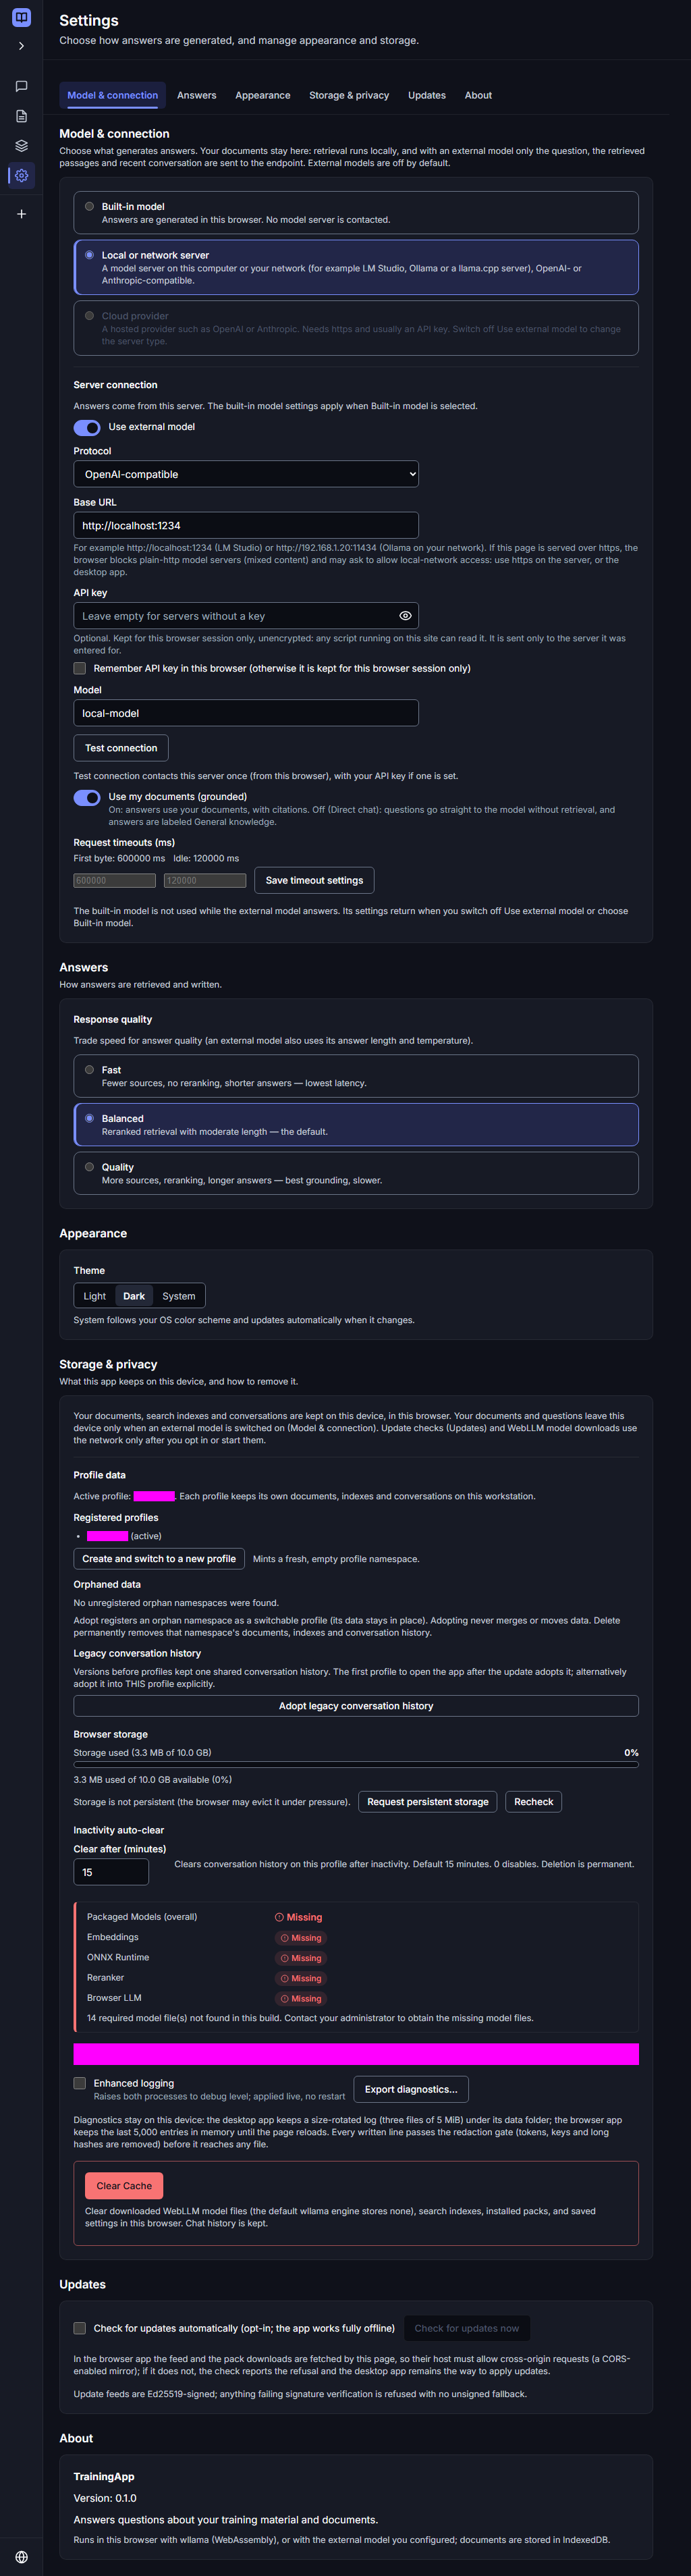 Settings
Choose how answers are generated, and manage appearance and storage.
Model & connection
Answers
Appearance
Storage & privacy
Updates
About
Model & connection
Choose what generates answers. Your documents stay here: retrieval runs locally, and with an external model only the question, the retrieved
passages and recent conversation are sent to the endpoint. External models are off by default.
Built-in model
Answers are generated in this browser. No model server is contacted.
Local or network server
A model server on this computer or your network (for example LM Studio, Ollama or a llama.cpp server), OpenAI- or
Anthropic-compatible.
Cloud provider
A hosted provider such as OpenAI or Anthropic. Needs https and usually an API key. Switch off Use external model to change
the server type.
Server connection
Answers come from this server. The built-in model settings apply when Built-in model is selected.
Use external model
Protocol
OpenAI-compatible
Base URL
http://localhost:1234
For example http://localhost:1234 (LM Studio) or http://192.168.1.20:11434 (Ollama on your network). If this page is served over https, the
browser blocks plain-http model servers (mixed content) and may ask to allow local-network access: use https on the server, or the
desktop app.
API key
Leave empty for servers without a key
Optional. Kept for this browser session only, unencrypted: any script running on this site can read it. It is sent only to the server it was
entered for.
Remember API key in this browser (otherwise it is kept for this browser session only)
Model
local-model
Test connection
Test connection contacts this server once (from this browser), with your API key if one is set.
Use my documents (grounded)
On: answers use your documents, with citations. Off (Direct chat): questions go straight to the model without retrieval, and
answers are labeled General knowledge.
Request timeouts (ms)
First byte: 600000 ms Idle: 120000 ms
600000
120000
Save timeout settings
The built-in model is not used while the external model answers. Its settings return when you switch off Use external model or choose
Built-in model.
Answers
How answers are retrieved and written.
Response quality
Trade speed for answer quality (an external model also uses its answer length and temperature).
Fast
Fewer sources, no reranking, shorter answers — lowest latency.
Balanced
Reranked retrieval with moderate length — the default.
Quality
More sources, reranking, longer answers — best grounding, slower.
Appearance
Theme
Light
Dark
System
System follows your OS color scheme and updates automatically when it changes.
Storage & privacy
What this app keeps on this device, and how to remove it.
Your documents, search indexes and conversations are kept on this device, in this browser. Your documents and questions leave this
device only when an external model is switched on (Model & connection). Update checks (Updates) and WebLLM model downloads use
the network only after you opt in or start them.
Profile data
Active profile: . Each profile keeps its own documents, indexes and conversations on this workstation.
Registered profiles
• (active)
Create and switch to a new profile
Mints a fresh, empty profile namespace.
Orphaned data
No unregistered orphan namespaces were found.
Adopt registers an orphan namespace as a switchable profile (its data stays in place). Adopting never merges or moves data. Delete
permanently removes that namespace's documents, indexes and conversation history.
Legacy conversation history
Versions before profiles kept one shared conversation history. The first profile to open the app after the update adopts it; alternatively
adopt it into THIS profile explicitly.
Adopt legacy conversation history
Browser storage
Storage used (3.3 MB of 10.0 GB)
0%
3.3 MB used of 10.0 GB available (0%)
Storage is not persistent (the browser may evict it under pressure).
Request persistent storage
Recheck
Inactivity auto-clear
Clear after (minutes)
15
Clears conversation history on this profile after inactivity. Default 15 minutes. 0 disables. Deletion is permanent.
Packaged Models (overall)
Missing
Embeddings
Missing
ONNX Runtime
Missing
Reranker
Missing
Browser LLM
Missing
14 required model file(s) not found in this build. Contact your administrator to obtain the missing model files.
Enhanced logging
Raises both processes to debug level; applied live, no restart
Export diagnostics...
Diagnostics stay on this device: the desktop app keeps a size-rotated log (three files of 5 MiB) under its data folder; the browser app
keeps the last 5,000 entries in memory until the page reloads. Every written line passes the redaction gate (tokens, keys and long
hashes are removed) before it reaches any file.
Clear Cache
Clear downloaded WebLLM model files (the default wllama engine stores none), search indexes, installed packs, and saved
settings in this browser. Chat history is kept.
Updates
Check for updates automatically (opt-in; the app works fully offline)
Check for updates now
In the browser app the feed and the pack downloads are fetched by this page, so their host must allow cross-origin requests (a CORS-
enabled mirror); if it does not, the check reports the refusal and the desktop app remains the way to apply updates.
Update feeds are Ed25519-signed; anything failing signature verification is refused with no unsigned fallback.
About
TrainingApp
Version: 0.1.0
Answers questions about your training material and documents.
Runs in this browser with wllama (WebAssembly), or with the external model you configured; documents are stored in IndexedDB.